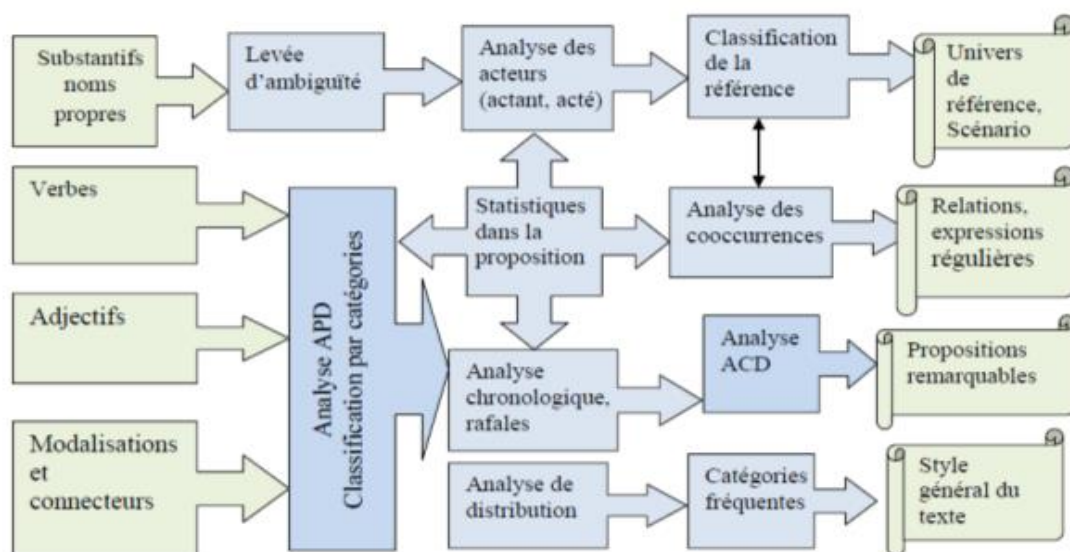 Substantifs
noms
propres
Levée
d'ambiguïté
Analyse des
acteurs
(actant, acté)
Classification
de la
référence
Univers
de
référence,
Scénario
Verbes
Adjectifs
Modalisations
et
connecteurs
Analyse APD
Classification par catégories
Statistiques
dans la
proposition
Analyse des
cooccurrences
Relations,
expressions
régulières
Analyse
chronologique,
rafales
Analyse
ACD
Propositions
remarquables
Analyse de
distribution
Catégories
fréquentes
Style
général du
texte